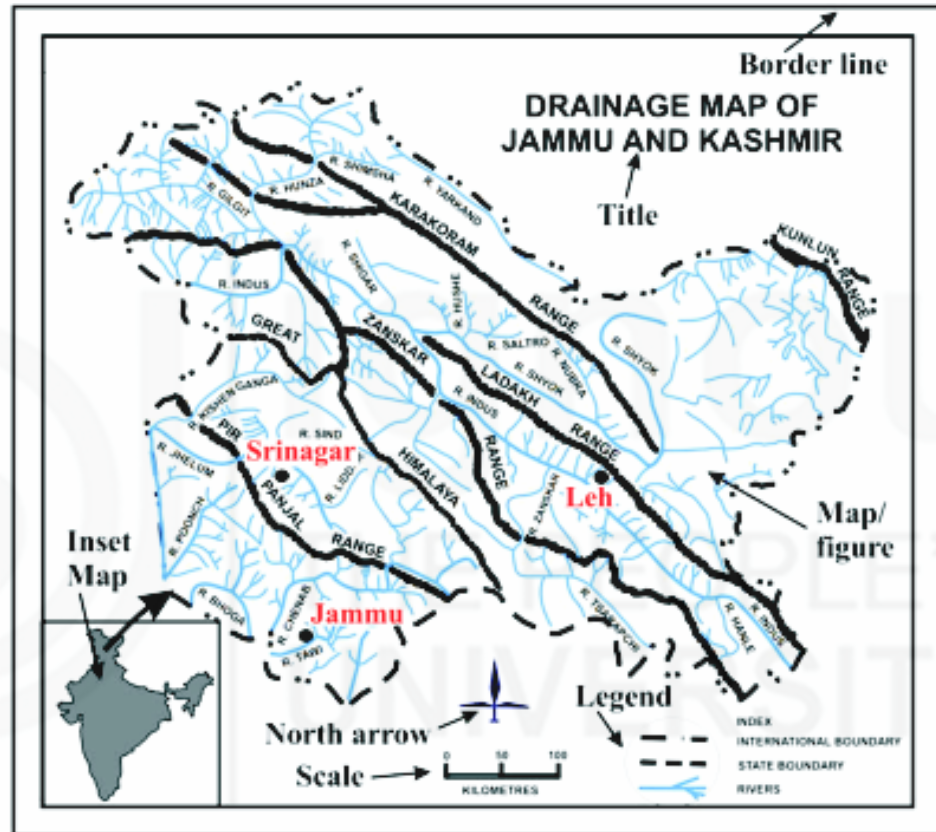 Border line
DRAINAGE MAP OF
JAMMU AND KASHMIR
Title
R. SHIMSHA
R. HUNZA
R. YARKAND
R. GILGIT
KARAKORAM
RANGE
KUNLUN
RANGE
R. SHIGAR
R. INDUS
R. HUSHE
GREAT
ZANSKAR
R. SALTRO
R. NUBRA
R. SHYOK
R. SHYOK
LADAKH
RANGE
R. INDUS
KISHEN GANGA
PIR
R. SIND
Srinagar
R. JHELUM
HIMALAYA
RANGE
R. LIDD
Leh
R. ZANSKAR
PANJAL
RANGE
R. POONCH
Map/
figure
Inset
Map
THE PEOPLE'
UNIVERSIT
R. BHOGA
R. CHENAB
Jammu
R. TAWI
R. HANLE
R. INDUS
Legend
INDEX
INTERNATIONAL BOUNDARY
STATE BOUNDARY
RIVERS
North arrow
Scale
0 50 100
KILOMETRES